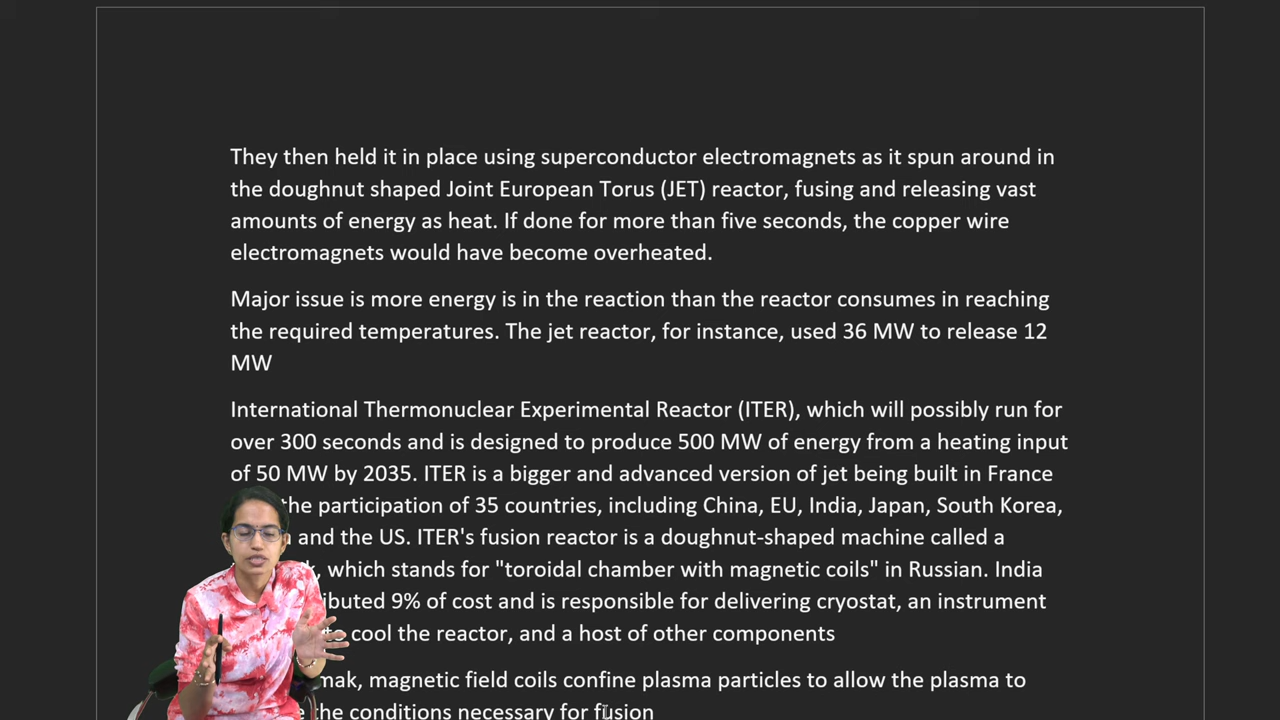 They then held it in place using superconductor electromagnets as it spun around in
the doughnut shaped Joint European Torus (JET) reactor, fusing and releasing vast
amounts of energy as heat. If done for more than five seconds, the copper wire
electromagnets would have become overheated.
Major issue is more energy is in the reaction than the reactor consumes in reaching
the required temperatures. The jet reactor, for instance, used 36 MW to release 12
MW
International Thermonuclear Experimental Reactor (ITER), which will possibly run for
over 300 seconds and is designed to produce 500 MW of energy from a heating input
of 50 MW by 2035. ITER is a bigger and advanced version of jet being built in France
the participation of 35 countries, including China, EU, India, Japan, South Korea,
and the US. ITER's fusion reactor is a doughnut-shaped machine called a
which stands for "toroidal chamber with magnetic coils" in Russian. India
ibuted 9% of cost and is responsible for delivering cryostat, an instrument
to cool the reactor, and a host of other components
mak, magnetic field coils confine plasma particles to allow the plasma to
the conditions necessary for fusion